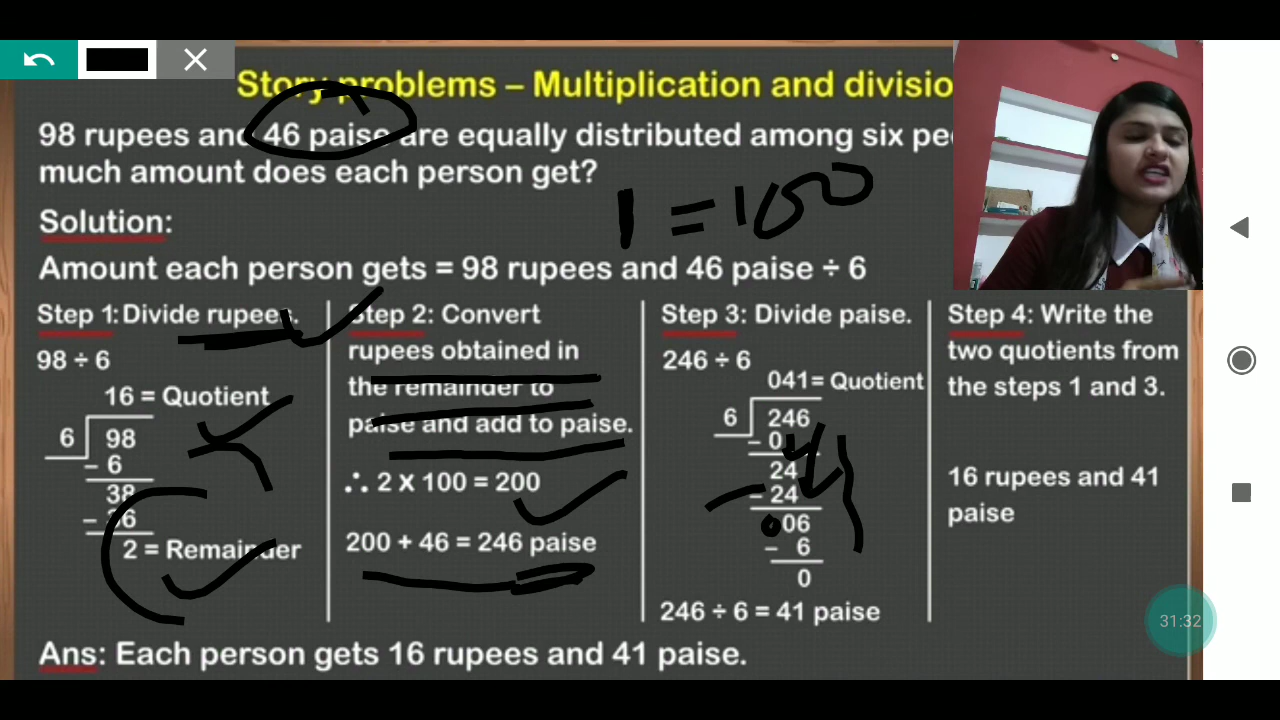 Story problems – Multiplication and divisio
98 rupees and 46 paise are equally distributed among six pe
much amount does each person get?
1 = 100
Solution:
Amount each person gets = 98 rupees and 46 paise ÷ 6
Step 1: Divide rupees.
98 ÷ 6
16 = Quotient
6 98
– 6
38
– 36
2 = Remainder
Step 2: Convert
rupees obtained in
the remainder to
paise and add to paise.
∴ 2 x 100 = 200
200 + 46 = 246 paise
Step 3: Divide paise.
246 ÷ 6
041= Quotient
6 246
– 0
24
– 24
006
– 6
0
246 ÷ 6 = 41 paise
Step 4: Write the
two quotients from
the steps 1 and 3.
16 rupees and 41
paise
31:32
Ans: Each person gets 16 rupees and 41 paise.